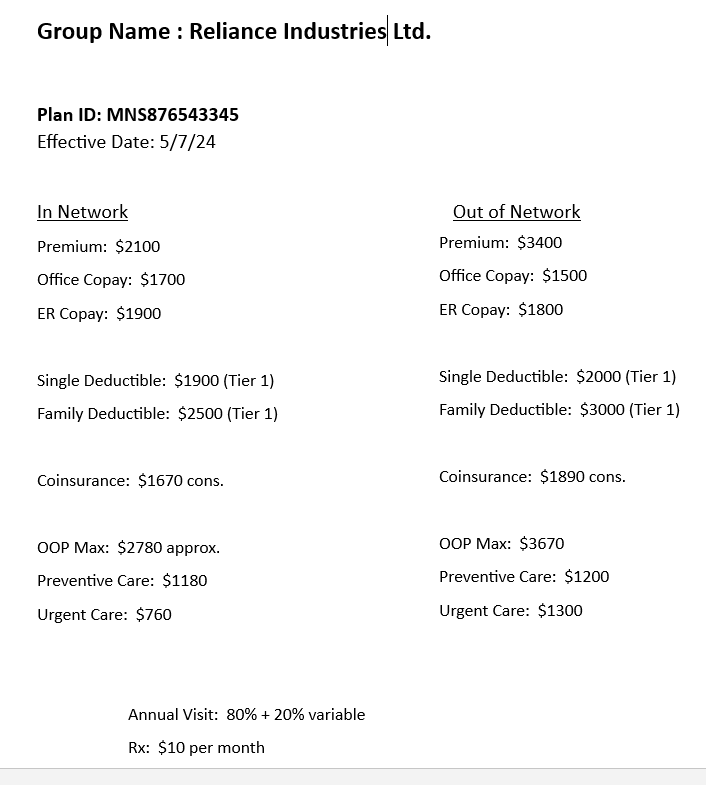 Group Name : Reliance Industries Ltd.
Plan ID: MNS876543345
Effective Date: 5/7/24
In Network
Premium: $2100
Office Copay: $1700
ER Copay: $1900
Single Deductible: $1900 (Tier 1)
Family Deductible: $2500 (Tier 1)
Coinsurance: $1670 cons.
OOP Max: $2780 approx.
Preventive Care: $1180
Urgent Care: $760
Out of Network
Premium: $3400
Office Copay: $1500
ER Copay: $1800
Single Deductible: $2000 (Tier 1)
Family Deductible: $3000 (Tier 1)
Coinsurance: $1890 cons.
OOP Max: $3670
Preventive Care: $1200
Urgent Care: $1300
Annual Visit: 80% + 20% variable
Rx: $10 per month